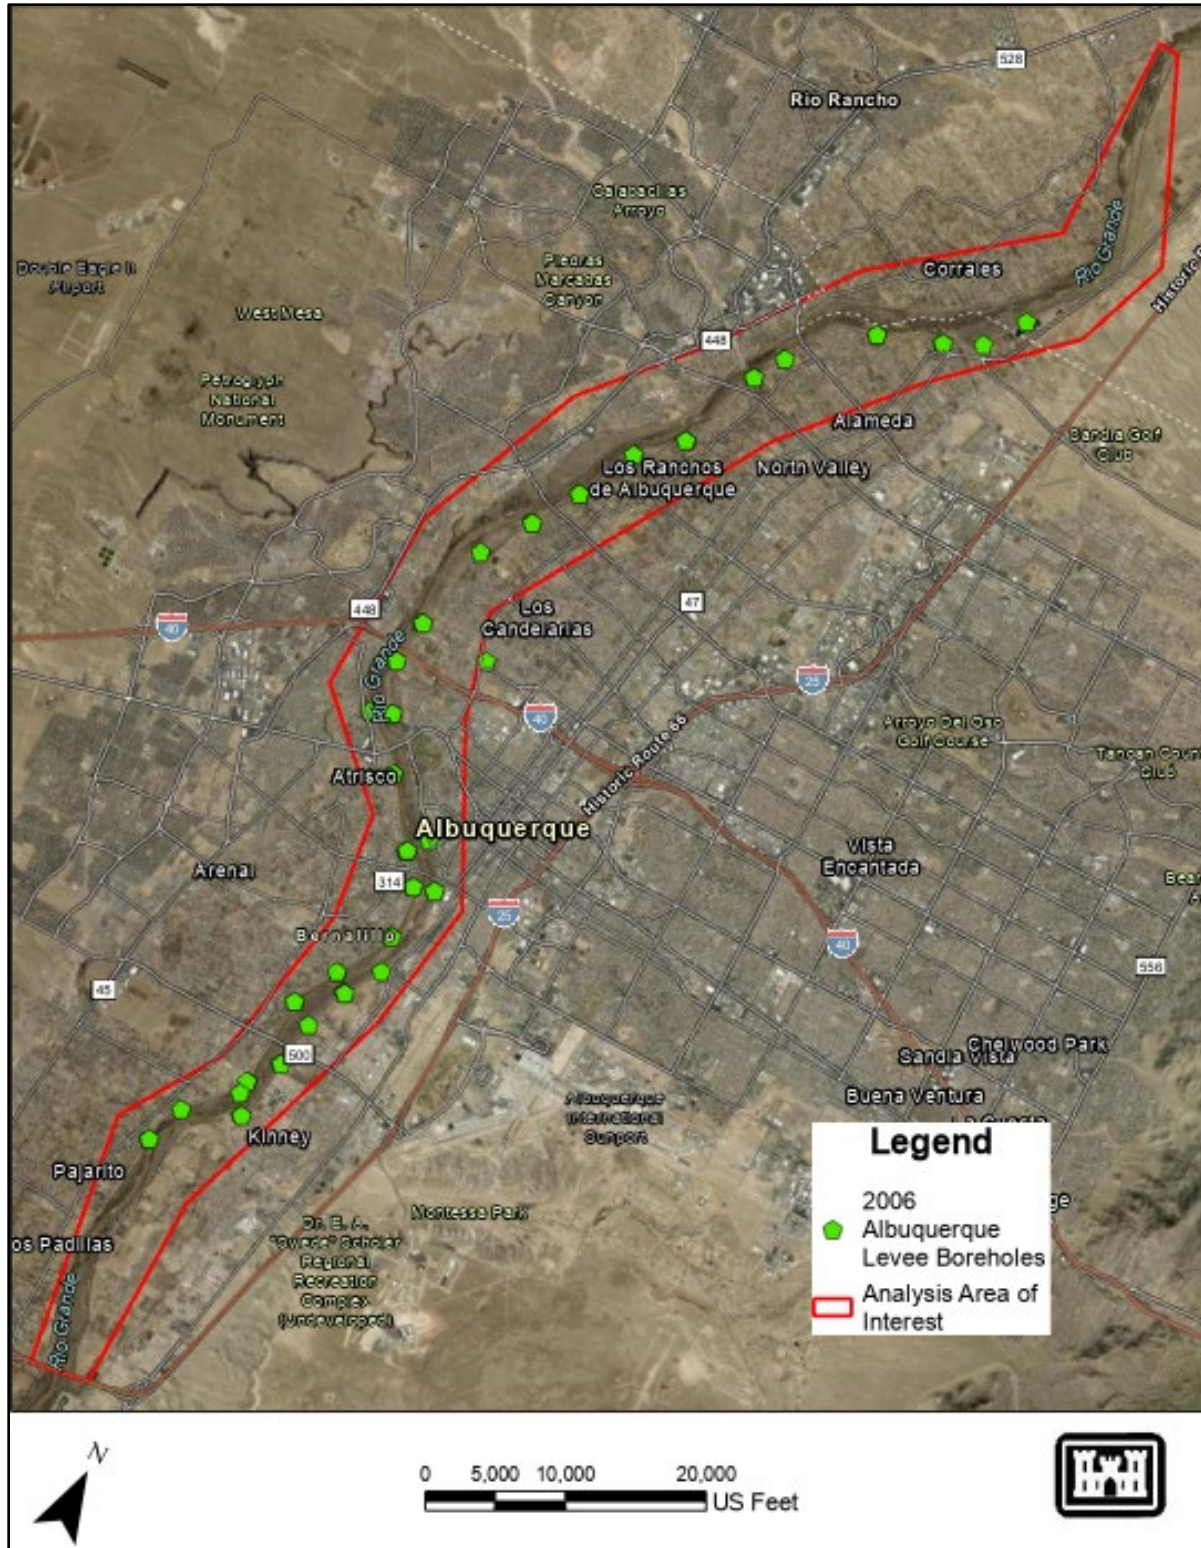 528
Rio Rancho
Calabacillas
Arroyo
Rio Grande
Piedras
Marcadas
Canyon
Corrales
Double Eagle II
Airport
West Mesa
448
Petroglyph
National
Monument
Alameda
Sandia Golf
Club
Los Ranchos
de Albuquerque
North Valley
448
47
Los
Candelarias
40
Rio Grande
25
40
Arroyo Del Oso
Golf Course
Historic Route 66
Atrisco
Albuquerque
Vista
Encantada
Arenal
314
25
40
Bernalillo
556
45
500
Chelwood Park
Sandia Vista
Buena Ventura
Albuquerque
International
Sunport
Kinney
Pajarito
Montessa Park
Dr. E. A.
"Swede" Scholer
Regional
Recreation
Complex
(Undeveloped)
os Padillas
Rio Grande
Legend
2006
Albuquerque
Levee Boreholes
Analysis Area of
Interest
N
0 5,000 10,000 20,000
US Feet